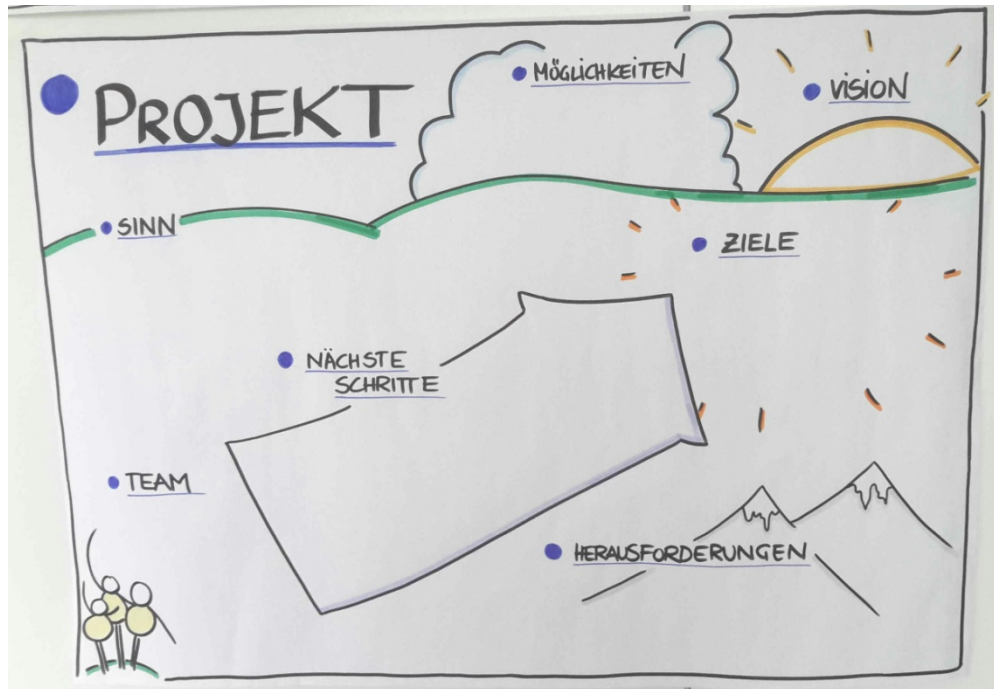 PROJEKT
MÖGLICHKEITEN
VISION
SINN
ZIELE
NÄCHSTE
SCHRITTE
TEAM
HERAUSFORDERUNGEN